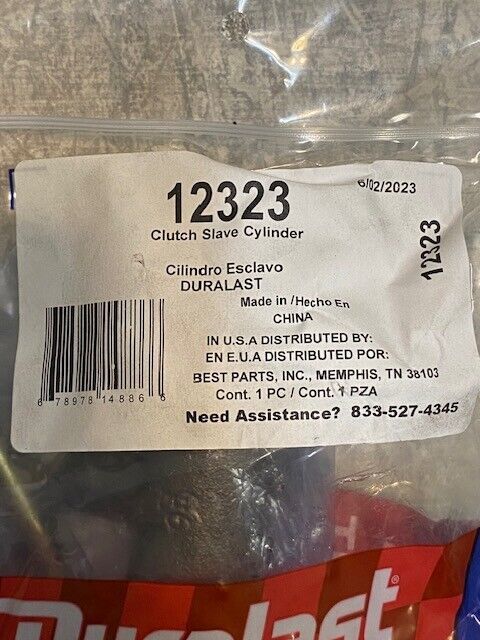 12323
6/02/2023
Clutch Slave Cylinder
12323
Cilindro Esclavo
DURALAST
Made in /Hecho En
CHINA
IN U.S.A DISTRIBUTED BY:
EN E.U.A DISTRIBUTED POR:
BEST PARTS, INC., MEMPHIS, TN 38103
Cont. 1 PC / Cont. 1 PZA
6 78978 14886 6
Need Assistance? 833-527-4345
Duralast®